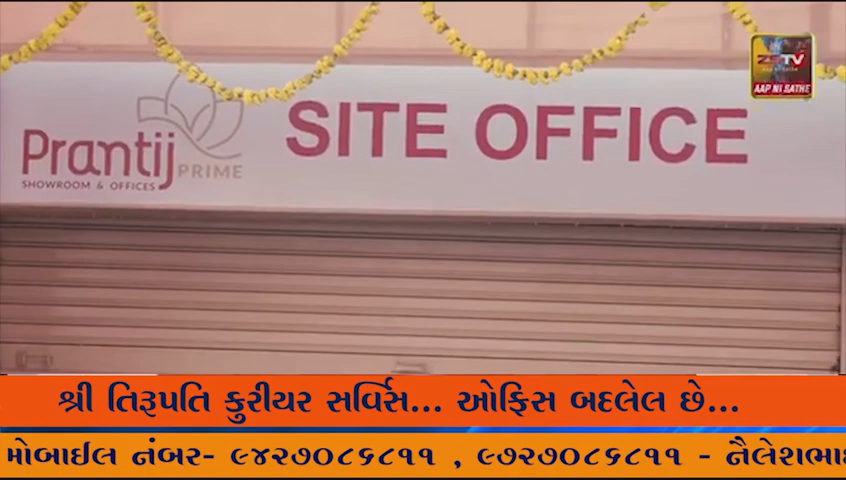 AAP NI SATHE
SITE OFFICE
Prantij
PRIME
SHOWROOM & OFFICES
શ્રી તિરૂપતિ કુરીયર સર્વિસ... ઓફિસ બદલેલ છે...
મોબાઈલ નંબર- ૯૪૨૭૦૮૬૮૧૧ , ૯૭૨૭૦૮૬૮૧૧ - નૈલેશભાઈ